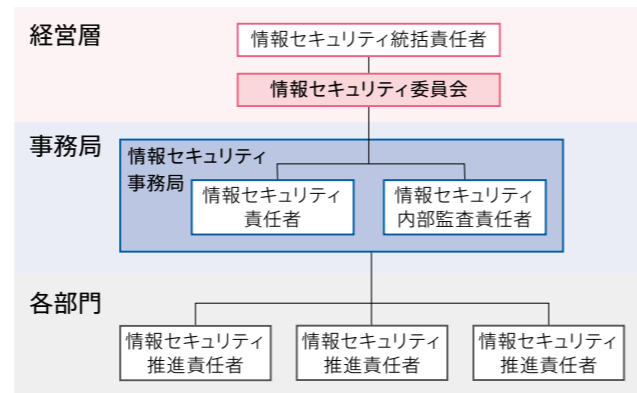 経営層
情報セキュリティ統括責任者
情報セキュリティ委員会
事務局
情報セキュリティ
事務局
情報セキュリティ
責任者
情報セキュリティ
内部監査責任者
各部門
情報セキュリティ
推進責任者
情報セキュリティ
推進責任者
情報セキュリティ
推進責任者